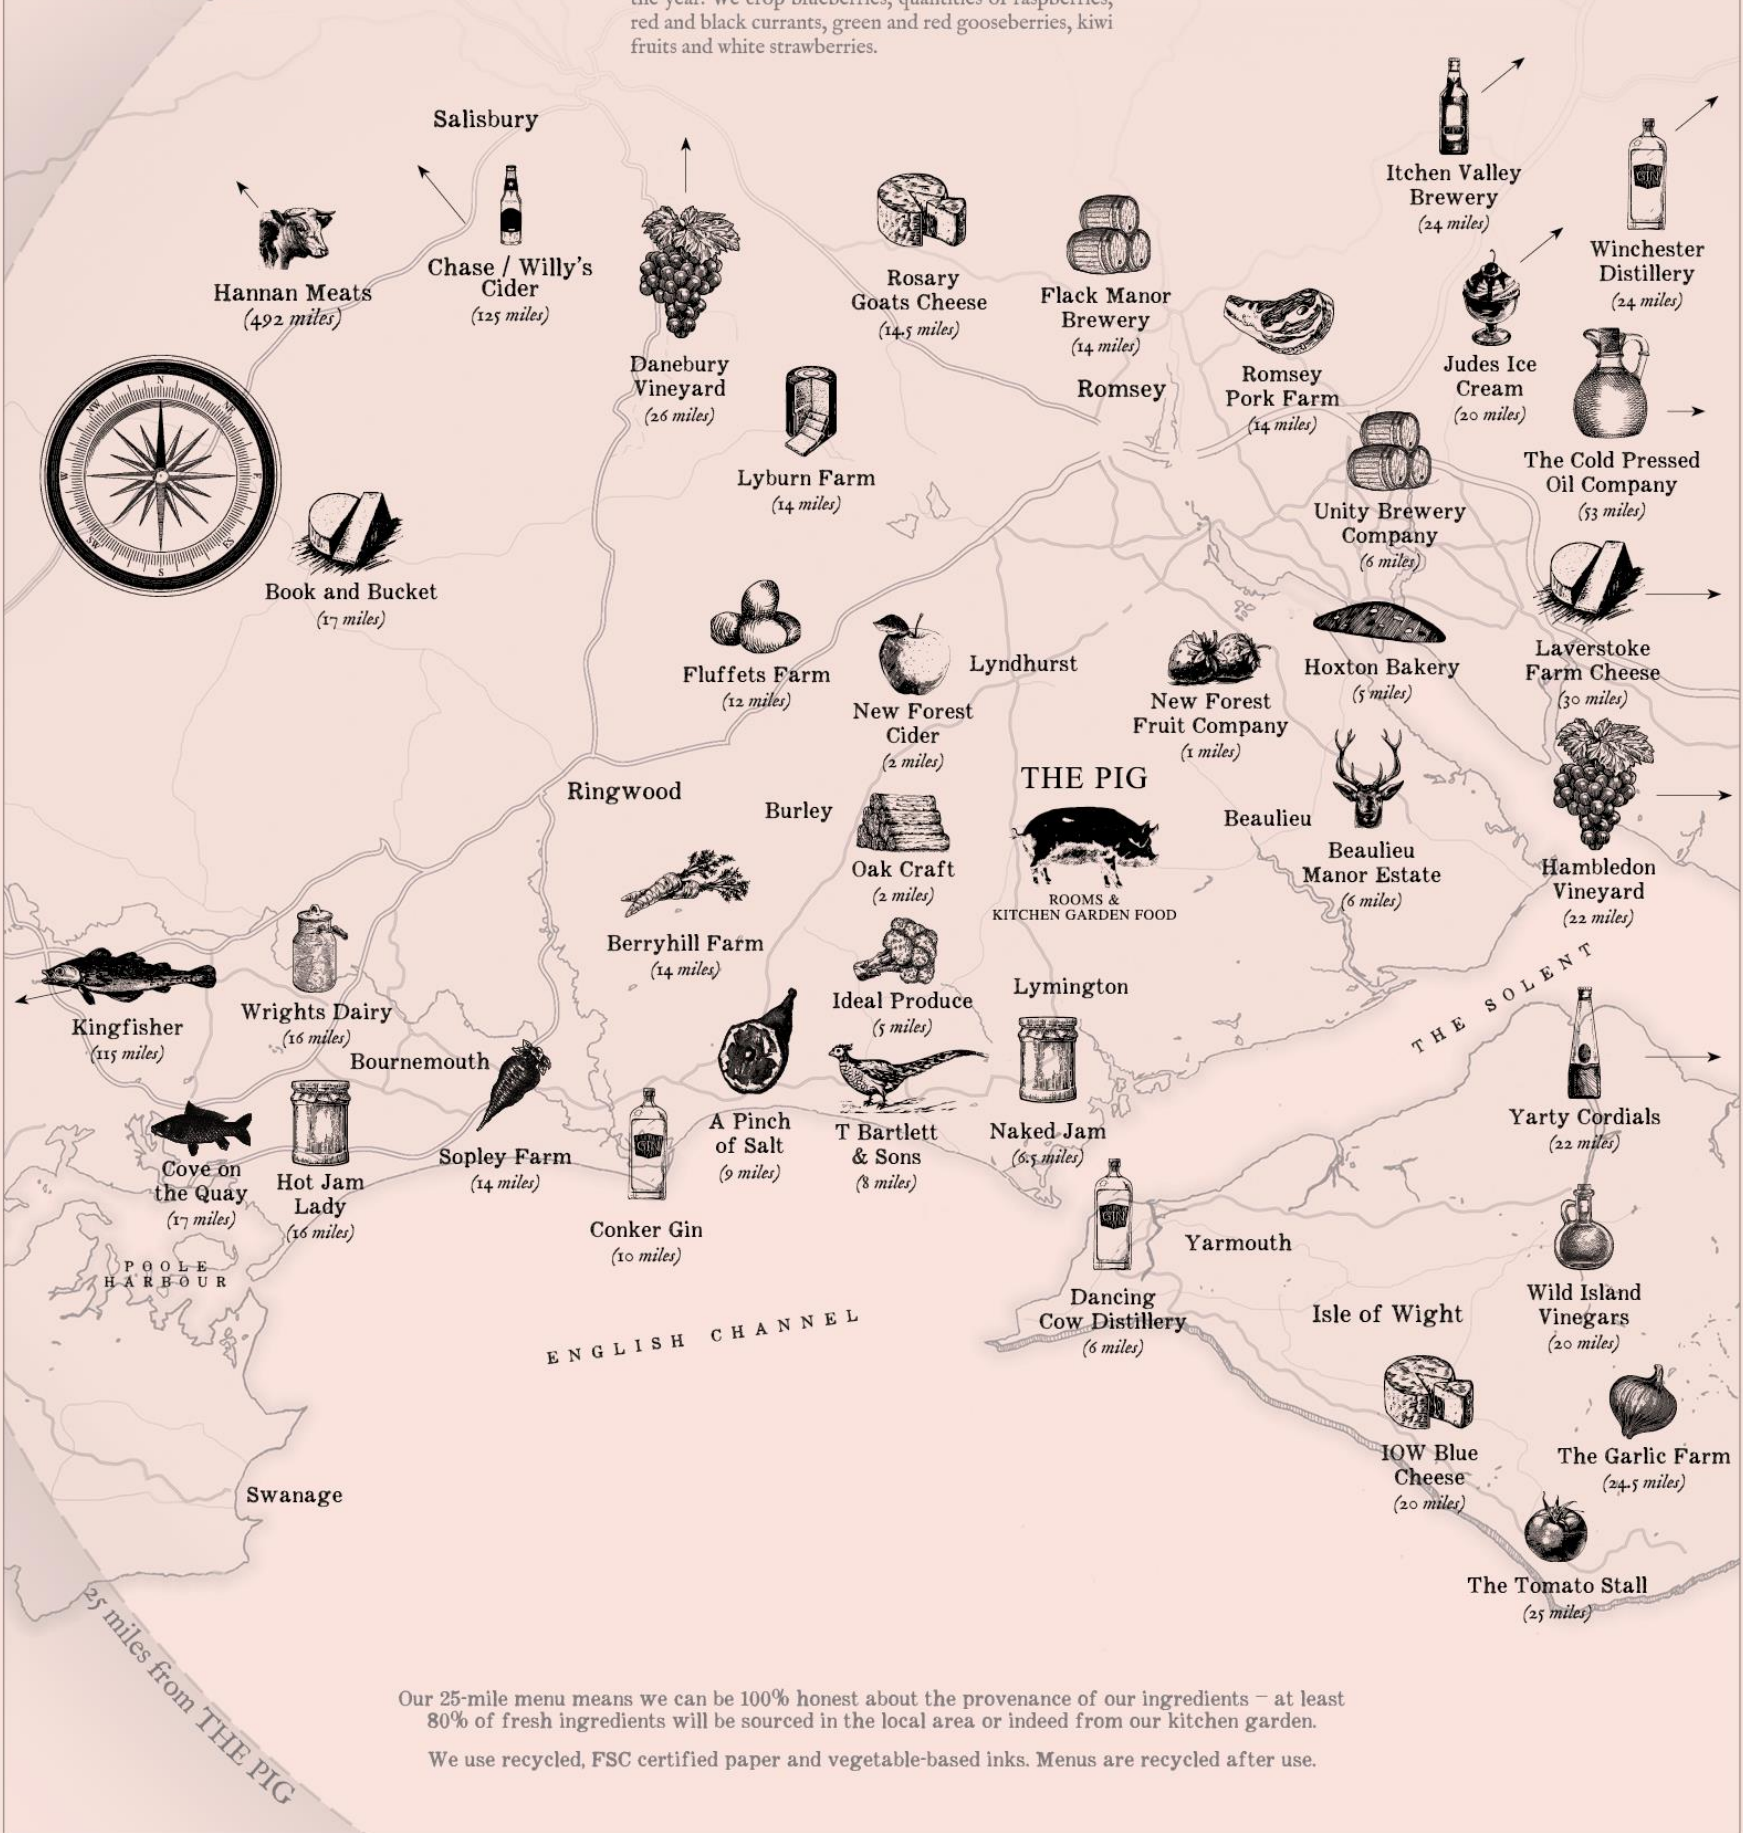 the year. We crop blueberries, quantities of raspberries,
red and black currants, green and red gooseberries, kiwi
fruits and white strawberries.
Salisbury
Itchen Valley
Brewery
(24 miles)
Winchester
Distillery
(24 miles)
Hannan Meats
(492 miles)
Chase / Willy's
Cider
(125 miles)
Danebury
Vineyard
(26 miles)
Rosary
Goats Cheese
(14.5 miles)
Flack Manor
Brewery
(14 miles)
Romsey
Romsey
Pork Farm
(14 miles)
Judes Ice
Cream
(20 miles)
The Cold Pressed
Oil Company
(53 miles)
Lyburn Farm
(14 miles)
Unity Brewery
Company
(6 miles)
N
NE
E
ES
S
SW
W
NW
Book and Bucket
(17 miles)
Fluffets Farm
(12 miles)
New Forest
Cider
(2 miles)
Lyndhurst
New Forest
Fruit Company
(1 miles)
Hoxton Bakery
(5 miles)
Laverstoke
Farm Cheese
(30 miles)
Ringwood
Burley
Oak Craft
(2 miles)
THE PIG
ROOMS &
KITCHEN GARDEN FOOD
Beaulieu
Beaulieu
Manor Estate
(6 miles)
Hambledon
Vineyard
(22 miles)
Berryhill Farm
(14 miles)
Ideal Produce
(5 miles)
Lymington
THE SOLENT
Kingfisher
(115 miles)
Wrights Dairy
(16 miles)
Bournemouth
Cove on
the Quay
(17 miles)
Hot Jam
Lady
(16 miles)
Sopley Farm
(14 miles)
GIN
Conker Gin
(10 miles)
A Pinch
of Salt
(9 miles)
T Bartlett
& Sons
(8 miles)
Naked Jam
(6.5 miles)
Yarty Cordials
(22 miles)
POOLE
HARBOUR
ENGLISH CHANNEL
GIN
Dancing
Cow Distillery
(6 miles)
Yarmouth
Isle of Wight
Wild Island
Vinegars
(20 miles)
IOW Blue
Cheese
(20 miles)
The Garlic Farm
(24.5 miles)
The Tomato Stall
(25 miles)
Swanage
25 miles from THE PIG
Our 25-mile menu means we can be 100% honest about the provenance of our ingredients – at least
80% of fresh ingredients will be sourced in the local area or indeed from our kitchen garden.
We use recycled, FSC certified paper and vegetable-based inks. Menus are recycled after use.